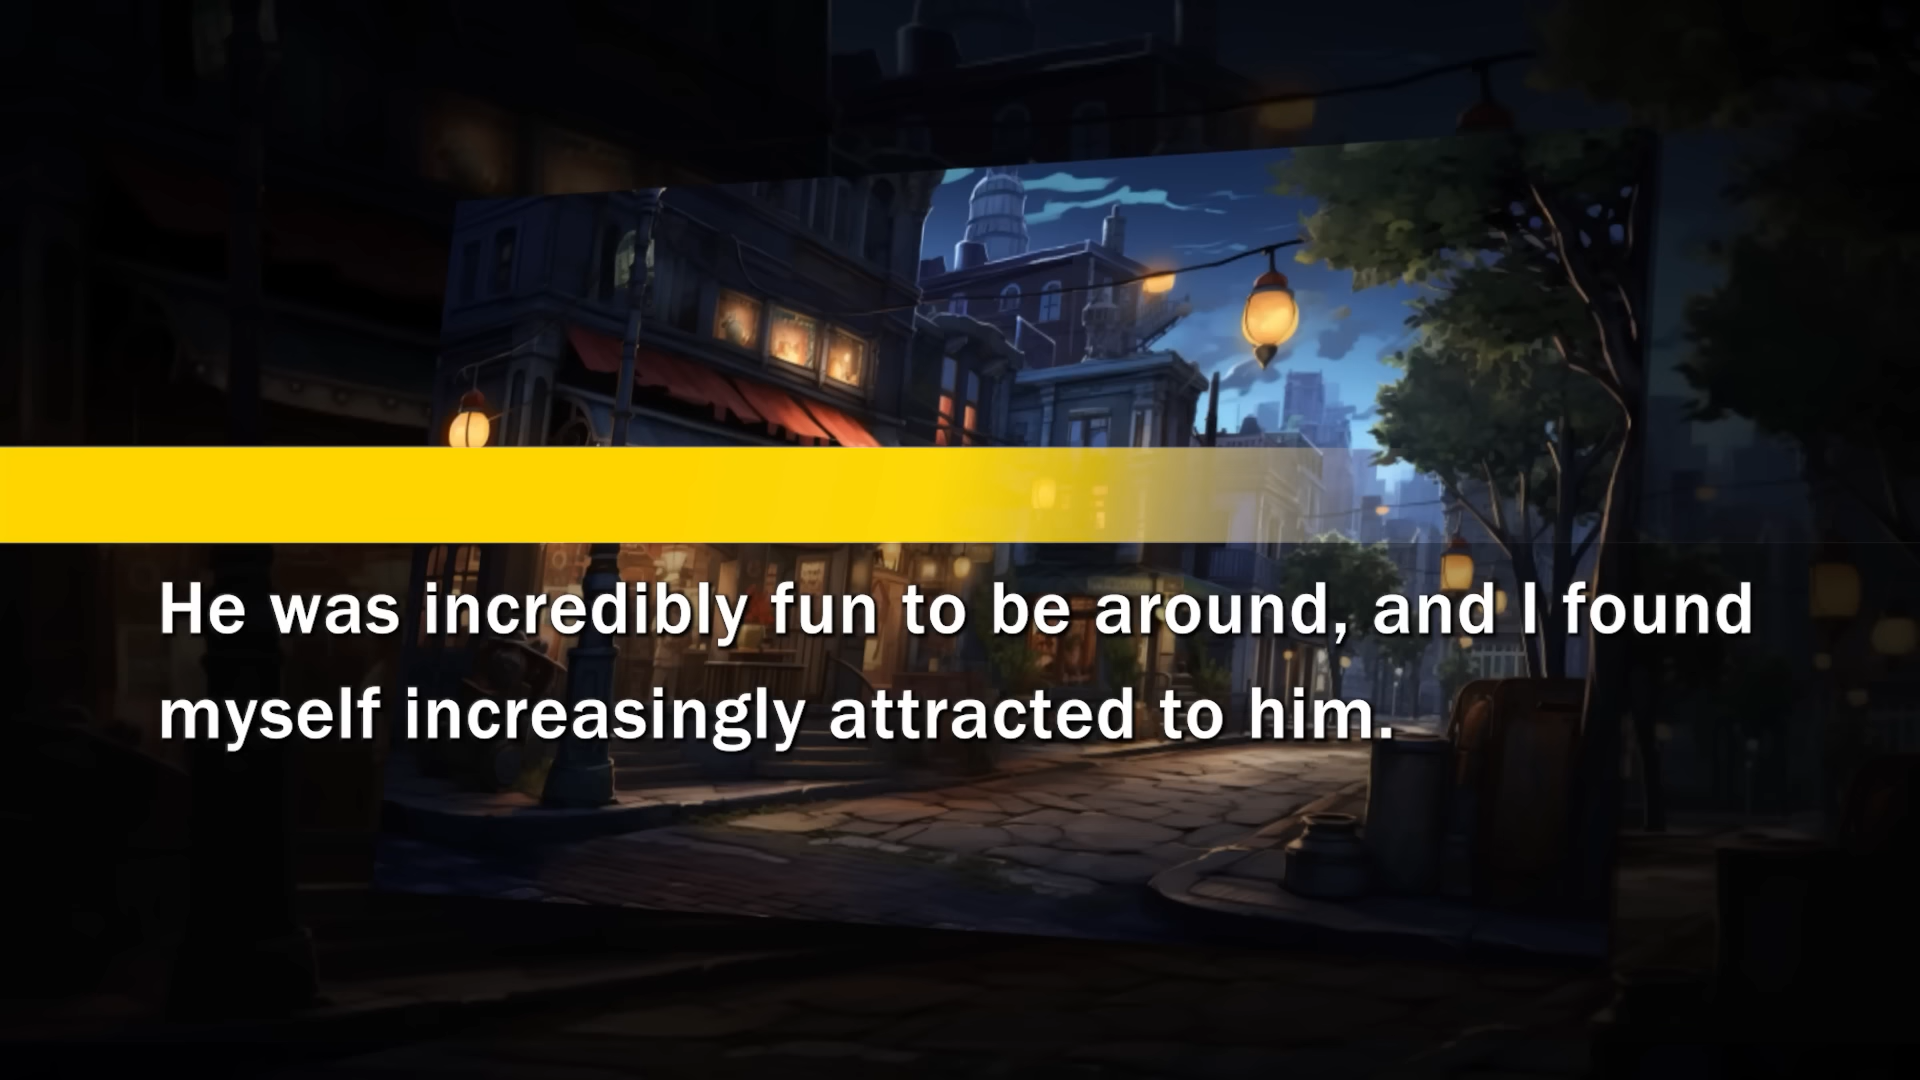 He was incredibly fun to be around, and I found
myself increasingly attracted to him.